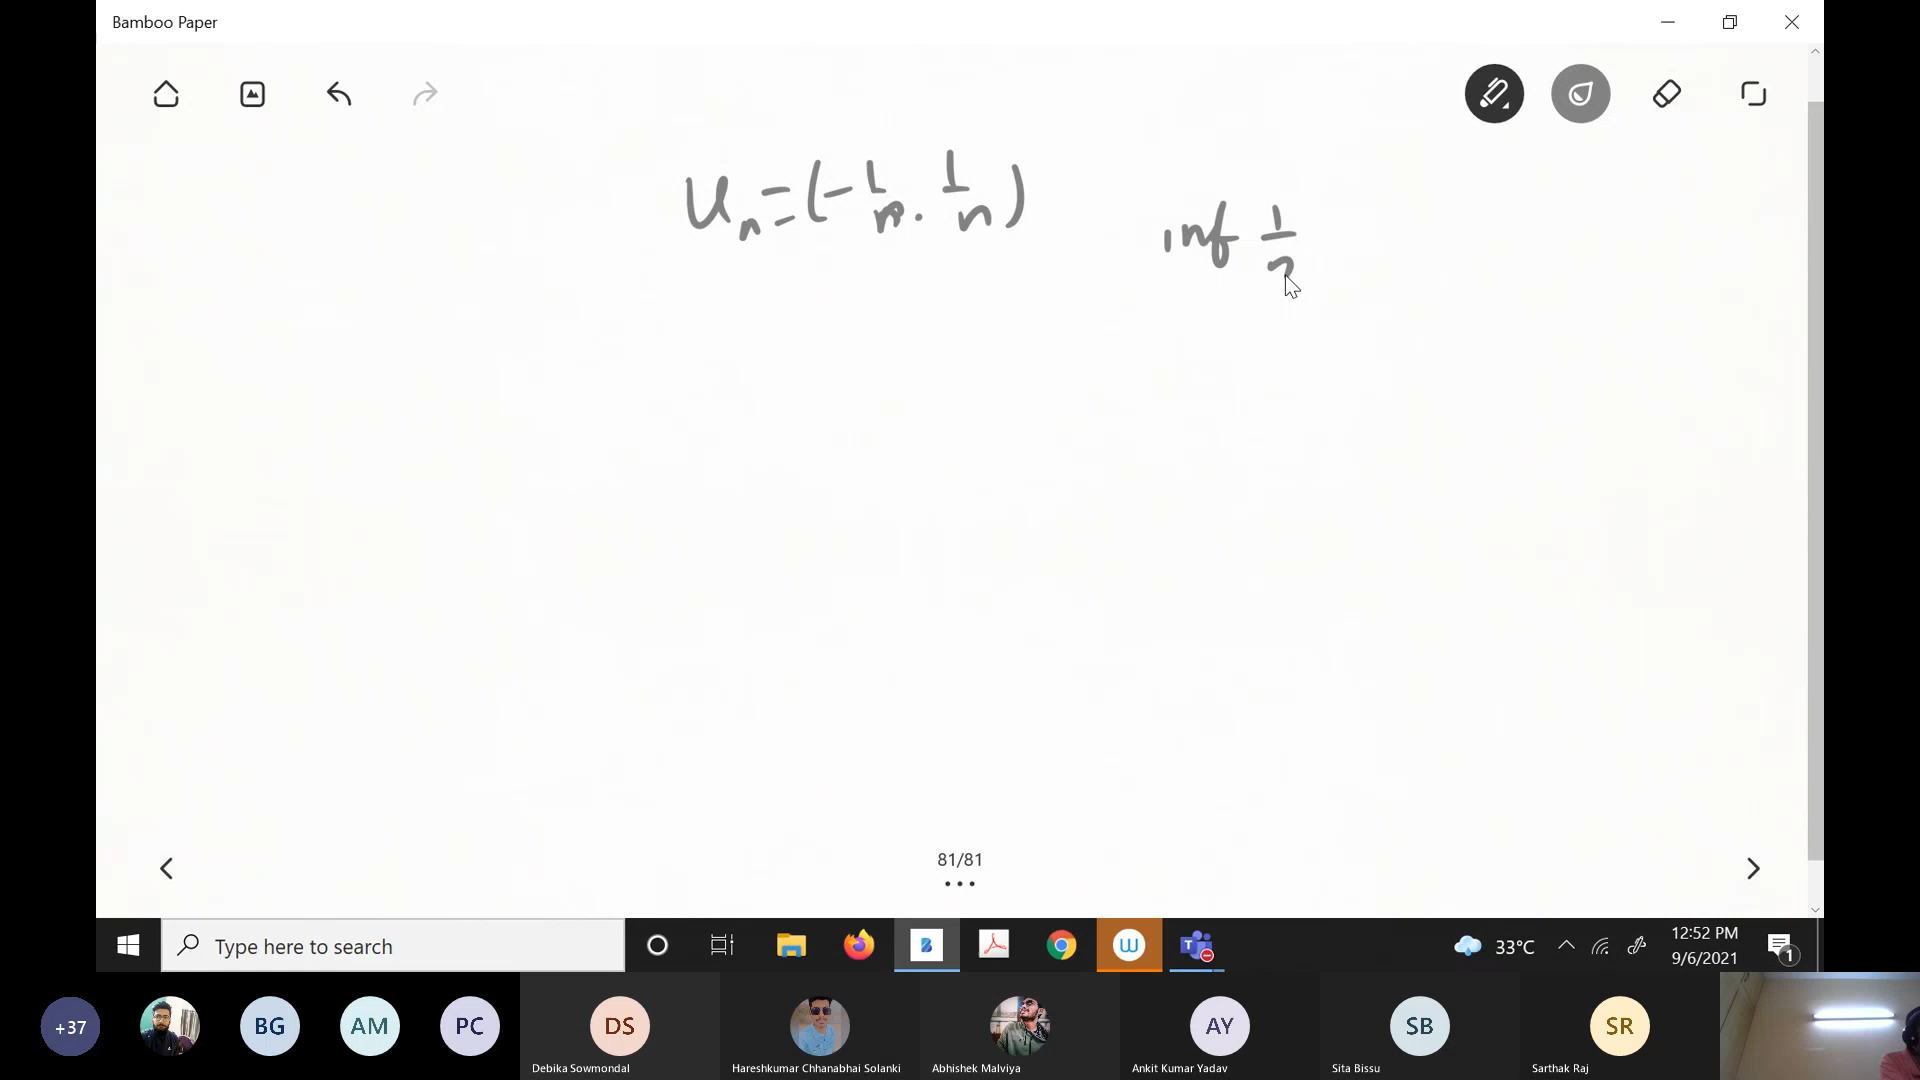 Bamboo Paper
U_n = (-1/n, 1/n)
inf 1/2
81/81
Type here to search
33°C
12:52 PM
9/6/2021
1
+37
BG
AM
PC
DS
AY
SB
SR
Debika Sowmondal
Hareshkumar Chhanabhai Solanki
Abhishek Malviya
Ankit Kumar Yadav
Sita Bissu
Sarthak Raj